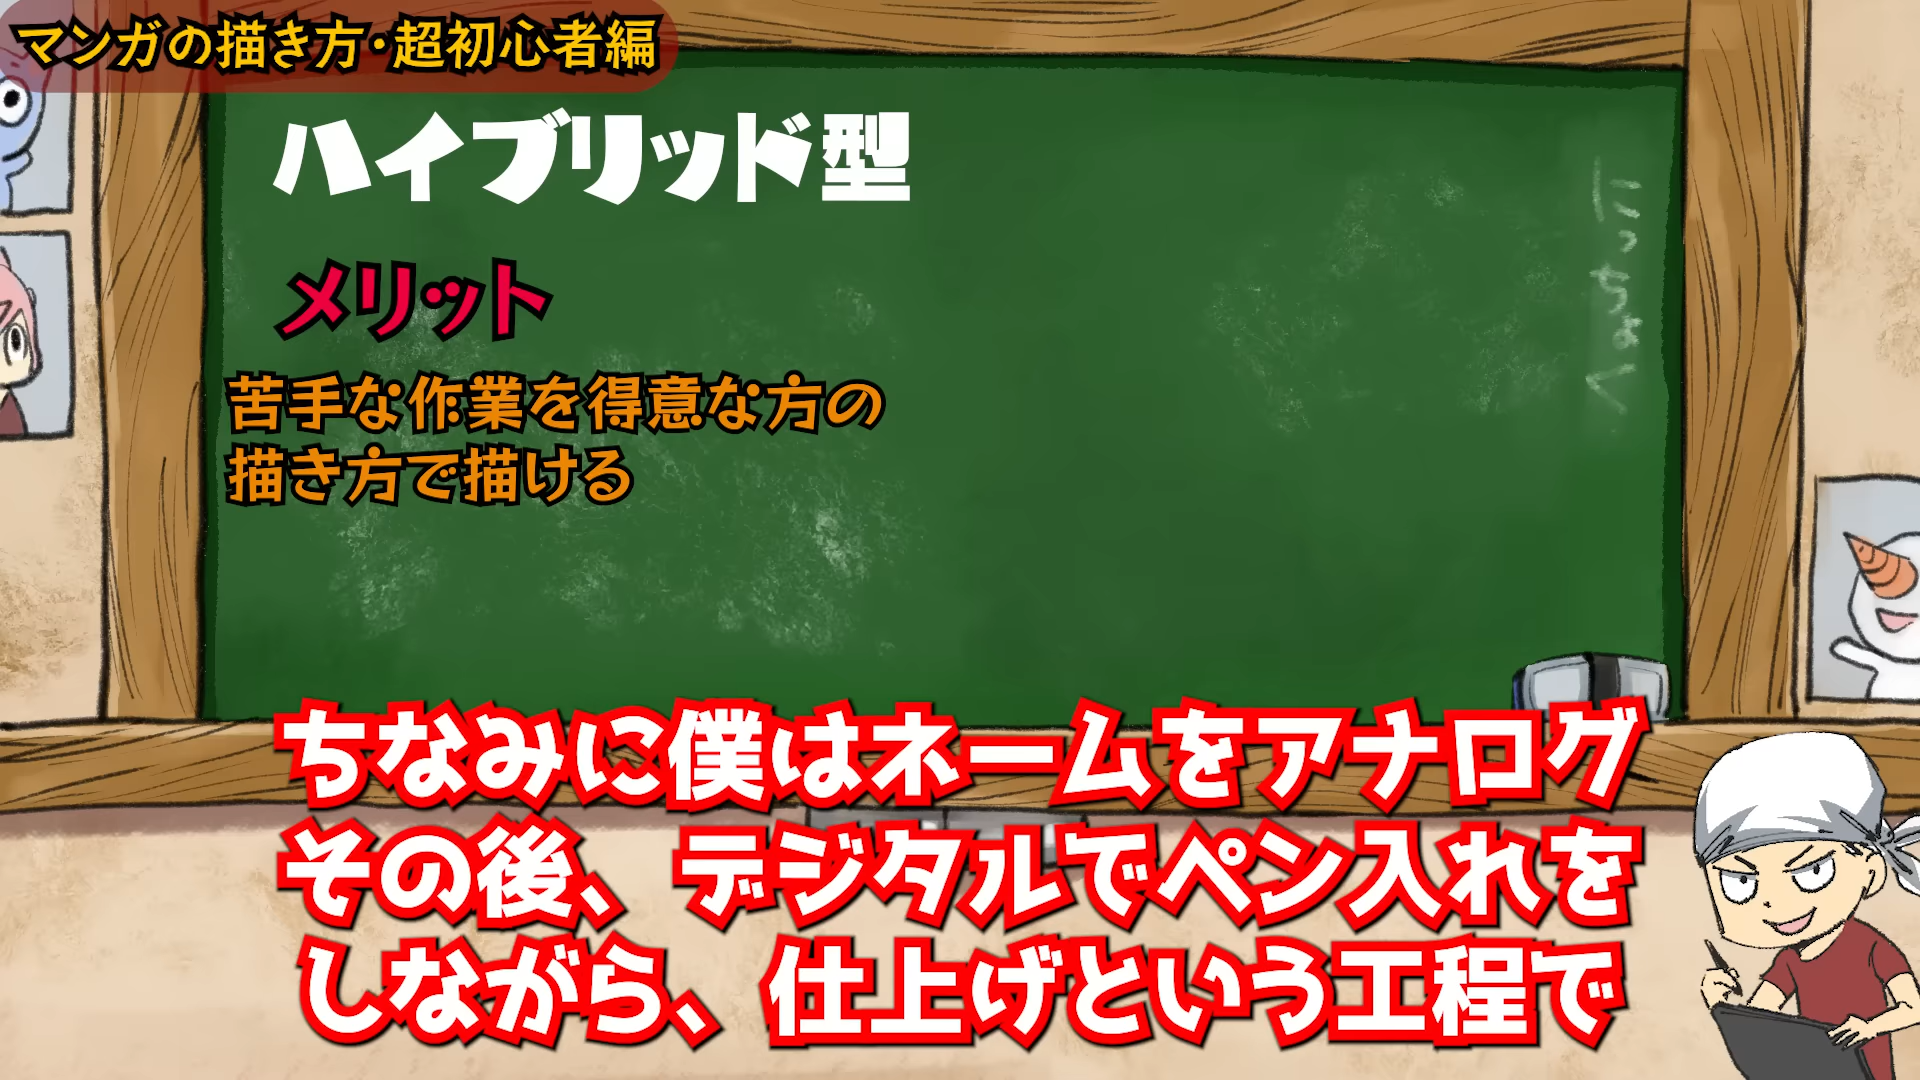 マンガの描き方・超初心者編
ハイブリッド型
メリット
苦手な作業を得意な方の
描き方で描ける
にっちょく
ちなみに僕はネームをアナログ
その後、デジタルでペン入れを
しながら、仕上げという工程で